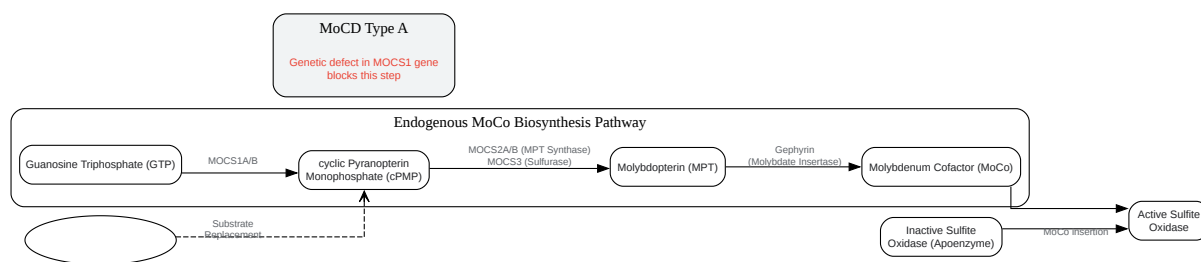 MoCD Type A
Genetic defect in MOCS1 gene
blocks this step
Endogenous MoCo Biosynthesis Pathway
Guanosine Triphosphate (GTP)
MOCS1A/B
cyclic Pyranopterin
Monophosphate (cPMP)
MOCS2A/B (MPT Synthase)
MOCS3 (Sulfurase)
Molybdopterin (MPT)
Gephyrin
(Molybdate Insertase)
Molybdenum Cofactor (MoCo)
Substrate
Replacement
Inactive Sulfite
Oxidase (Apoenzyme)
MoCo Insertion
Active Sulfite
Oxidase